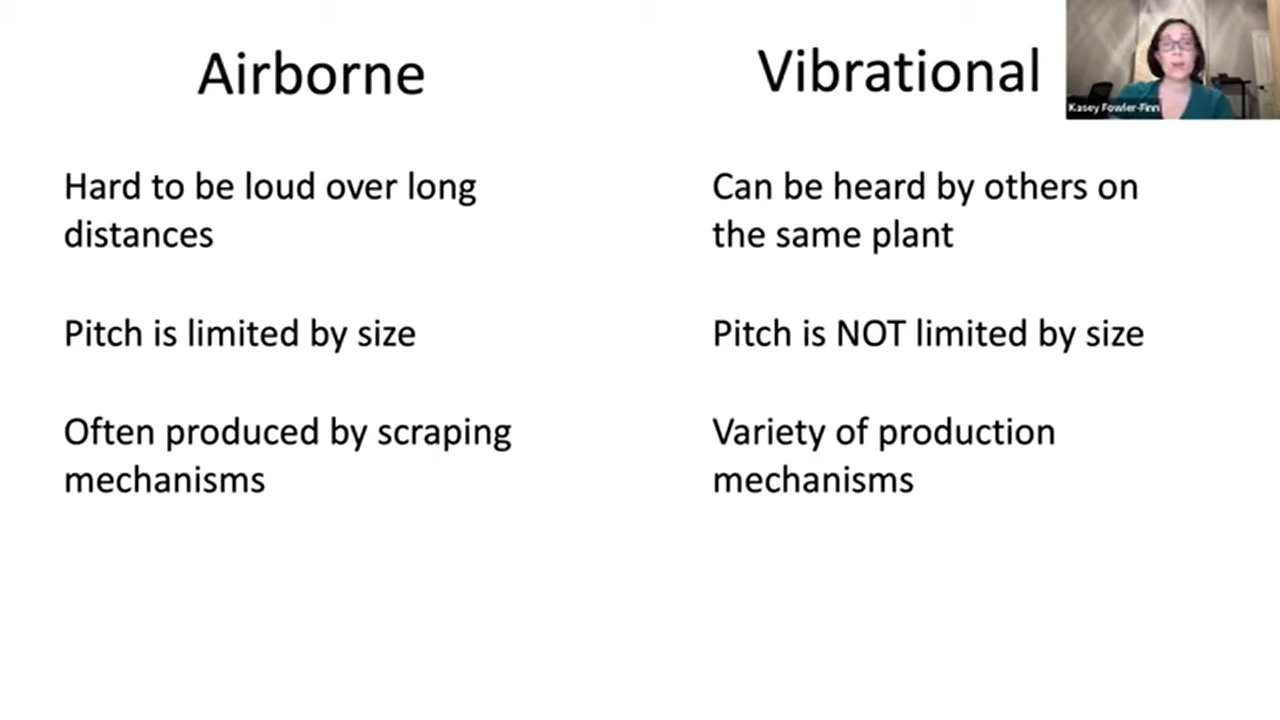 Airborne
Vibrational
Kasey Fowler-Finn
Hard to be loud over long
distances
Can be heard by others on
the same plant
Pitch is limited by size
Pitch is NOT limited by size
Often produced by scraping
mechanisms
Variety of production
mechanisms